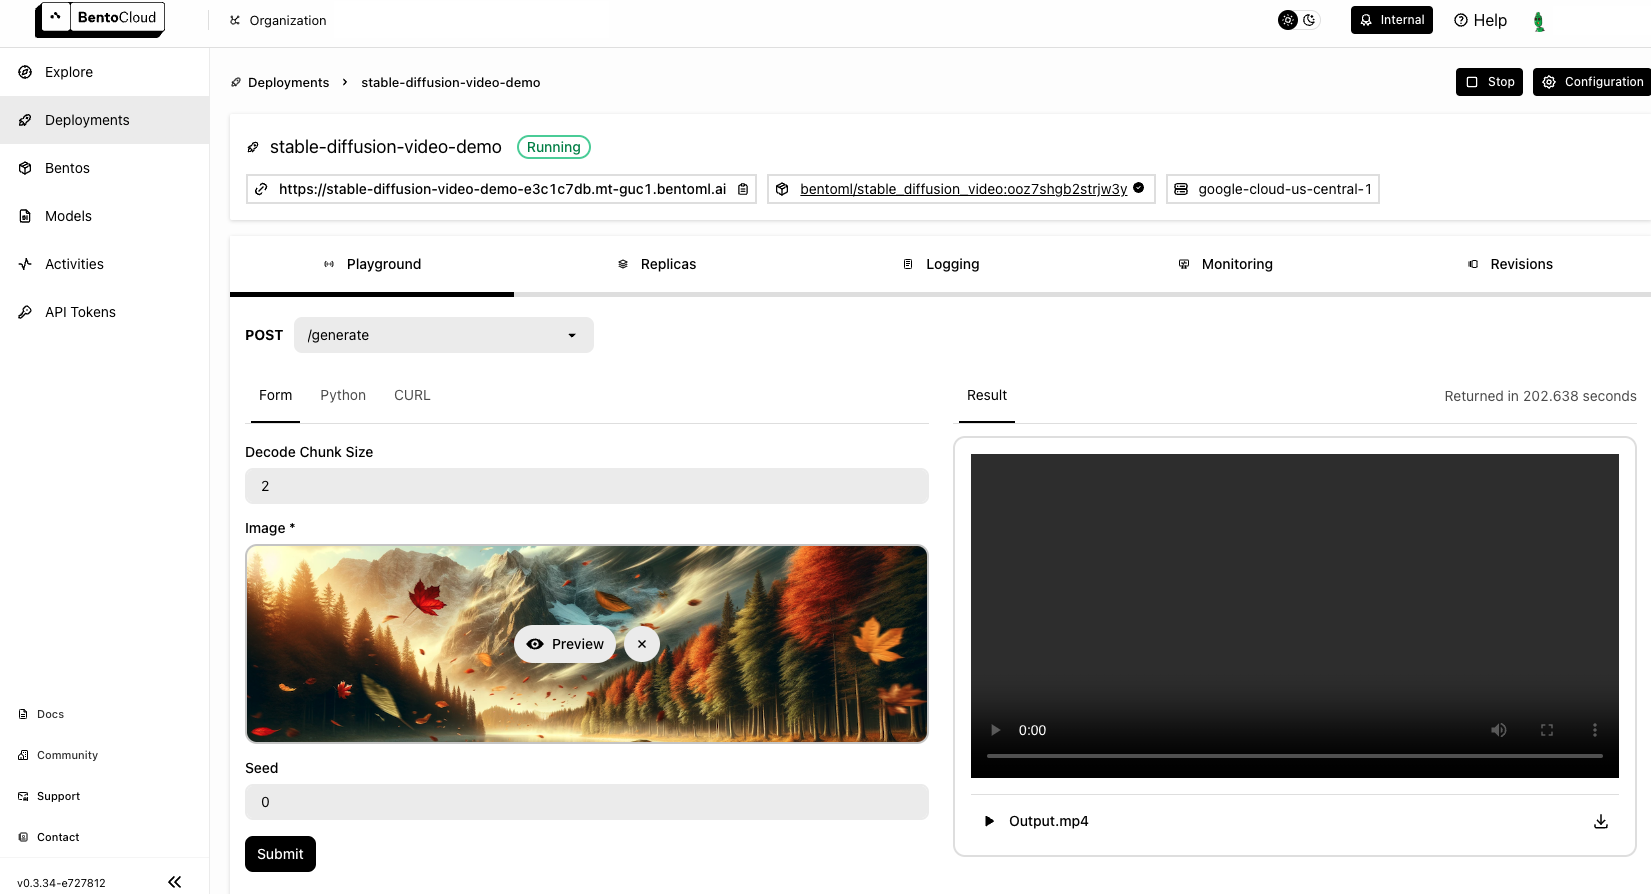 BentoCloud
Organization
Internal
Help
Explore
Deployments
Bentos
Models
Activities
API Tokens
Docs
Community
Support
Contact
v0.3.34-e727812
Deployments > stable-diffusion-video-demo
Stop
Configuration
stable-diffusion-video-demo
Running
https://stable-diffusion-video-demo-e3c1c7db.mt-guc1.bentoml.ai
bentoml/stable_diffusion_video:ooz7shgb2strjw3y
google-cloud-us-central-1
Playground
Replicas
Logging
Monitoring
Revisions
POST
/generate
Form
Python
CURL
Decode Chunk Size
2
Image *
Preview
Seed
0
Submit
Result
Returned in 202.638 seconds
0:00
Output.mp4